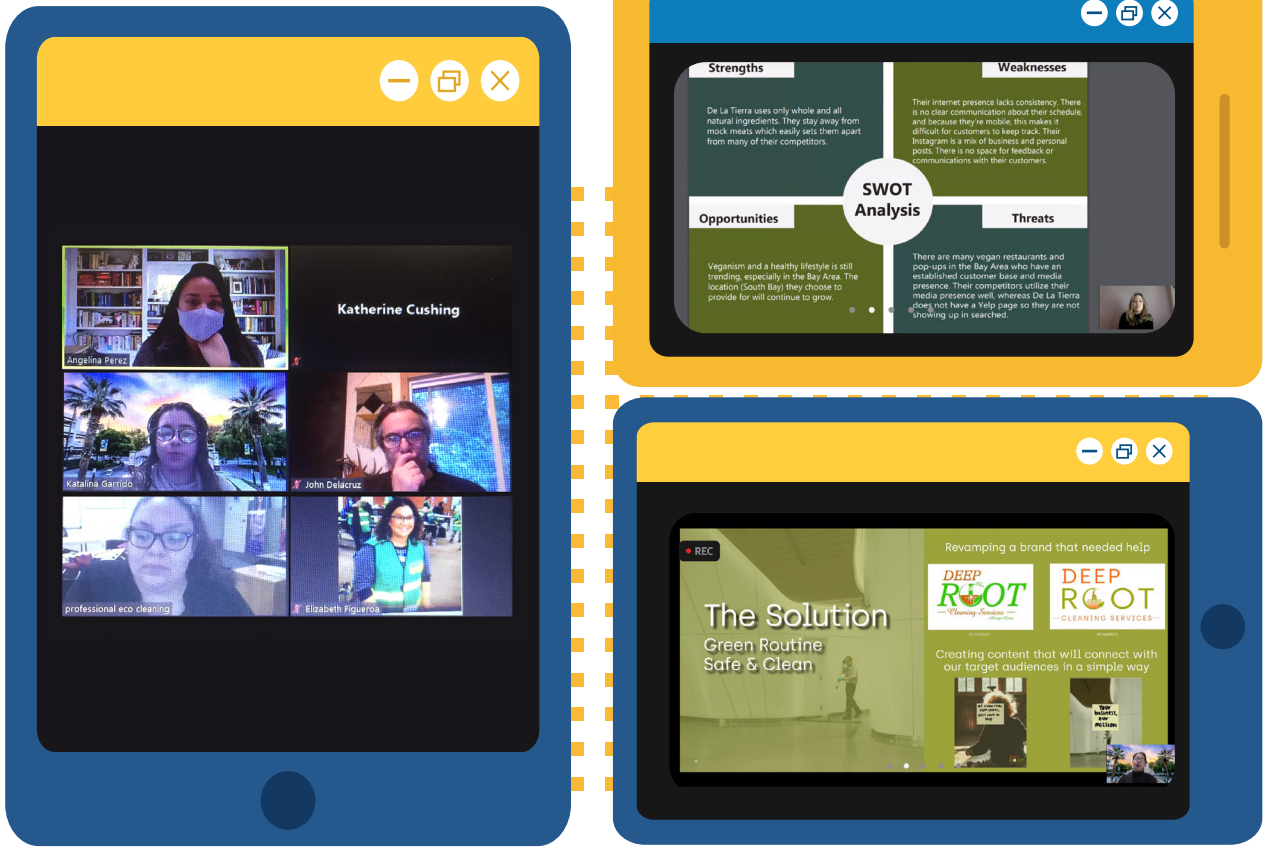 Katherine Cushing
Angelina Perez
Katalina Garrido
John Delacruz
professional eco cleaning
Elizabeth Figueroa
Strengths
De La Tierra uses only whole and all
natural ingredients. They stay away from
mock meats which easily sets them apart
from many of their competitors.
Weaknesses
Their internet presence lacks consistency. There
is no clear communication about their schedule,
and because they're mobile, this makes it
difficult for customers to keep track. Their
Instagram is a mix of business and personal
posts. There is no space for feedback or
communications with their customers.
SWOT
Analysis
Opportunities
Veganism and a healthy lifestyle is still
trending, especially in the Bay Area. The
location (South Bay) they choose to
provide for will continue to grow.
Threats
There are many vegan restaurants and
pop-ups in the Bay Area who have an
established customer base and media
presence. Their competitors utilize their
media presence well, whereas De La Tierra
does not have a Yelp page so they are not
showing up in searched.
REC
The Solution
Green Routine
Safe & Clean
Revamping a brand that needed help
DEEP
ROOT
Cleaning Services
DEEP
ROOT
CLEANING SERVICES
Creating content that will connect with
our target audiences in a simple way
Your
business,
our
mission